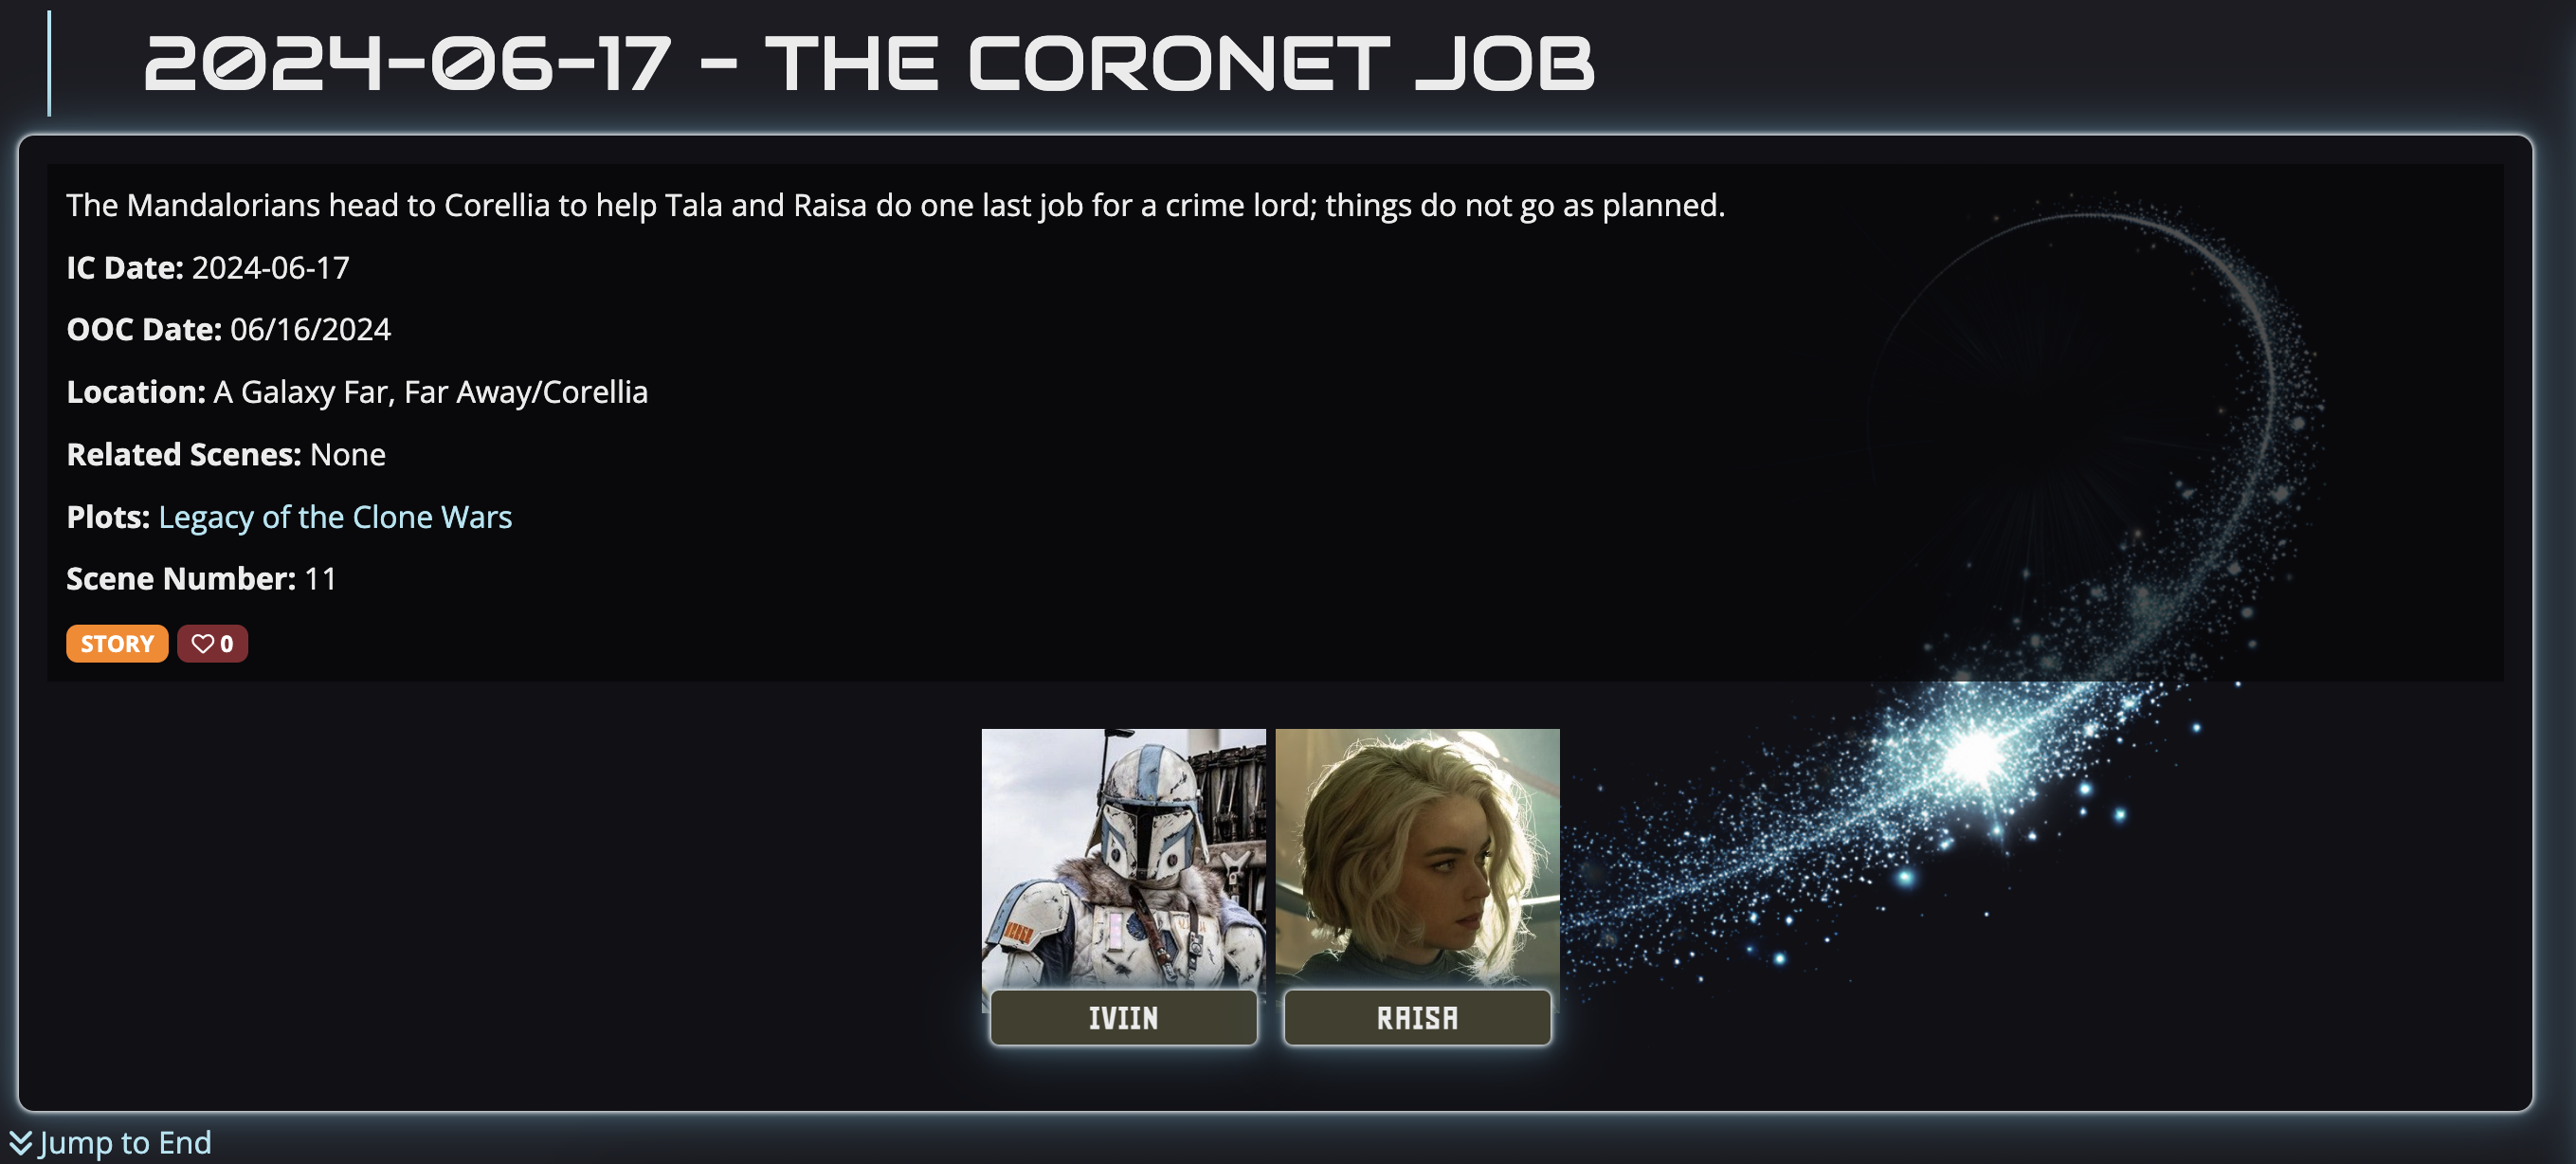 2024-06-17 - THE CORONET JOB
The Mandalorians head to Corellia to help Tala and Raisa do one last job for a crime lord; things do not go as planned.
IC Date: 2024-06-17
OOC Date: 06/16/2024
Location: A Galaxy Far, Far Away/Corellia
Related Scenes: None
Plots: Legacy of the Clone Wars
Scene Number: 11
STORY ♡ 0
IVIIN
RAISA
Jump to End